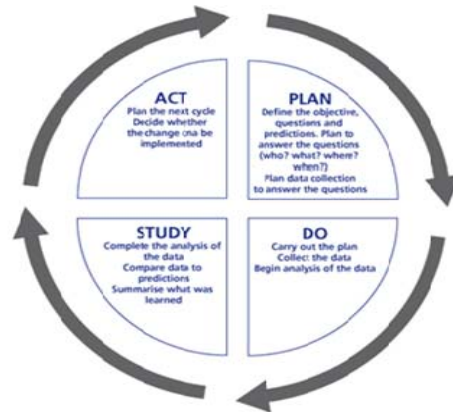 ACT
Plan the next cycle
Decide whether
the change cna be
implemented
PLAN
Define the objective,
questions and
predictions. Plan to
answer the questions
(who? what? where?
when?)
Plan data collection
to answer the questions
STUDY
Complete the analysis of
the data
Compare data to
predictions
Summarise what was
learned
DO
Carry out the plan
Collect the data
Begin analysis of the data